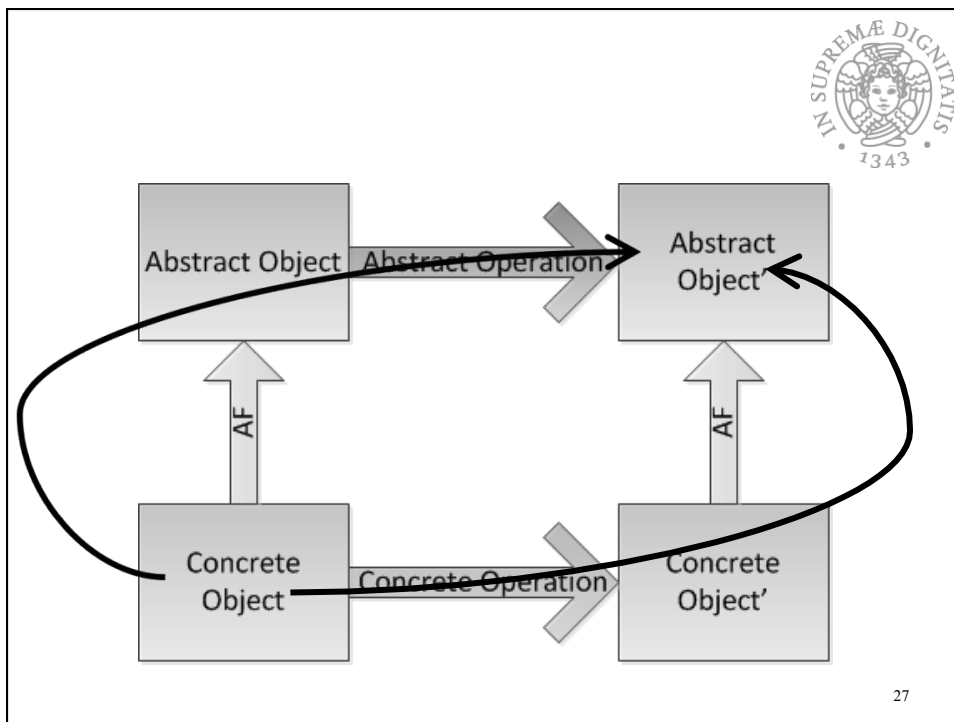 IN SUPREMÆ DIGNITATIS
• 1343 •
Abstract Object
Abstract Operation
Abstract
Object’
AF
AF
Concrete
Object
Concrete Operation
Concrete
Object’
27